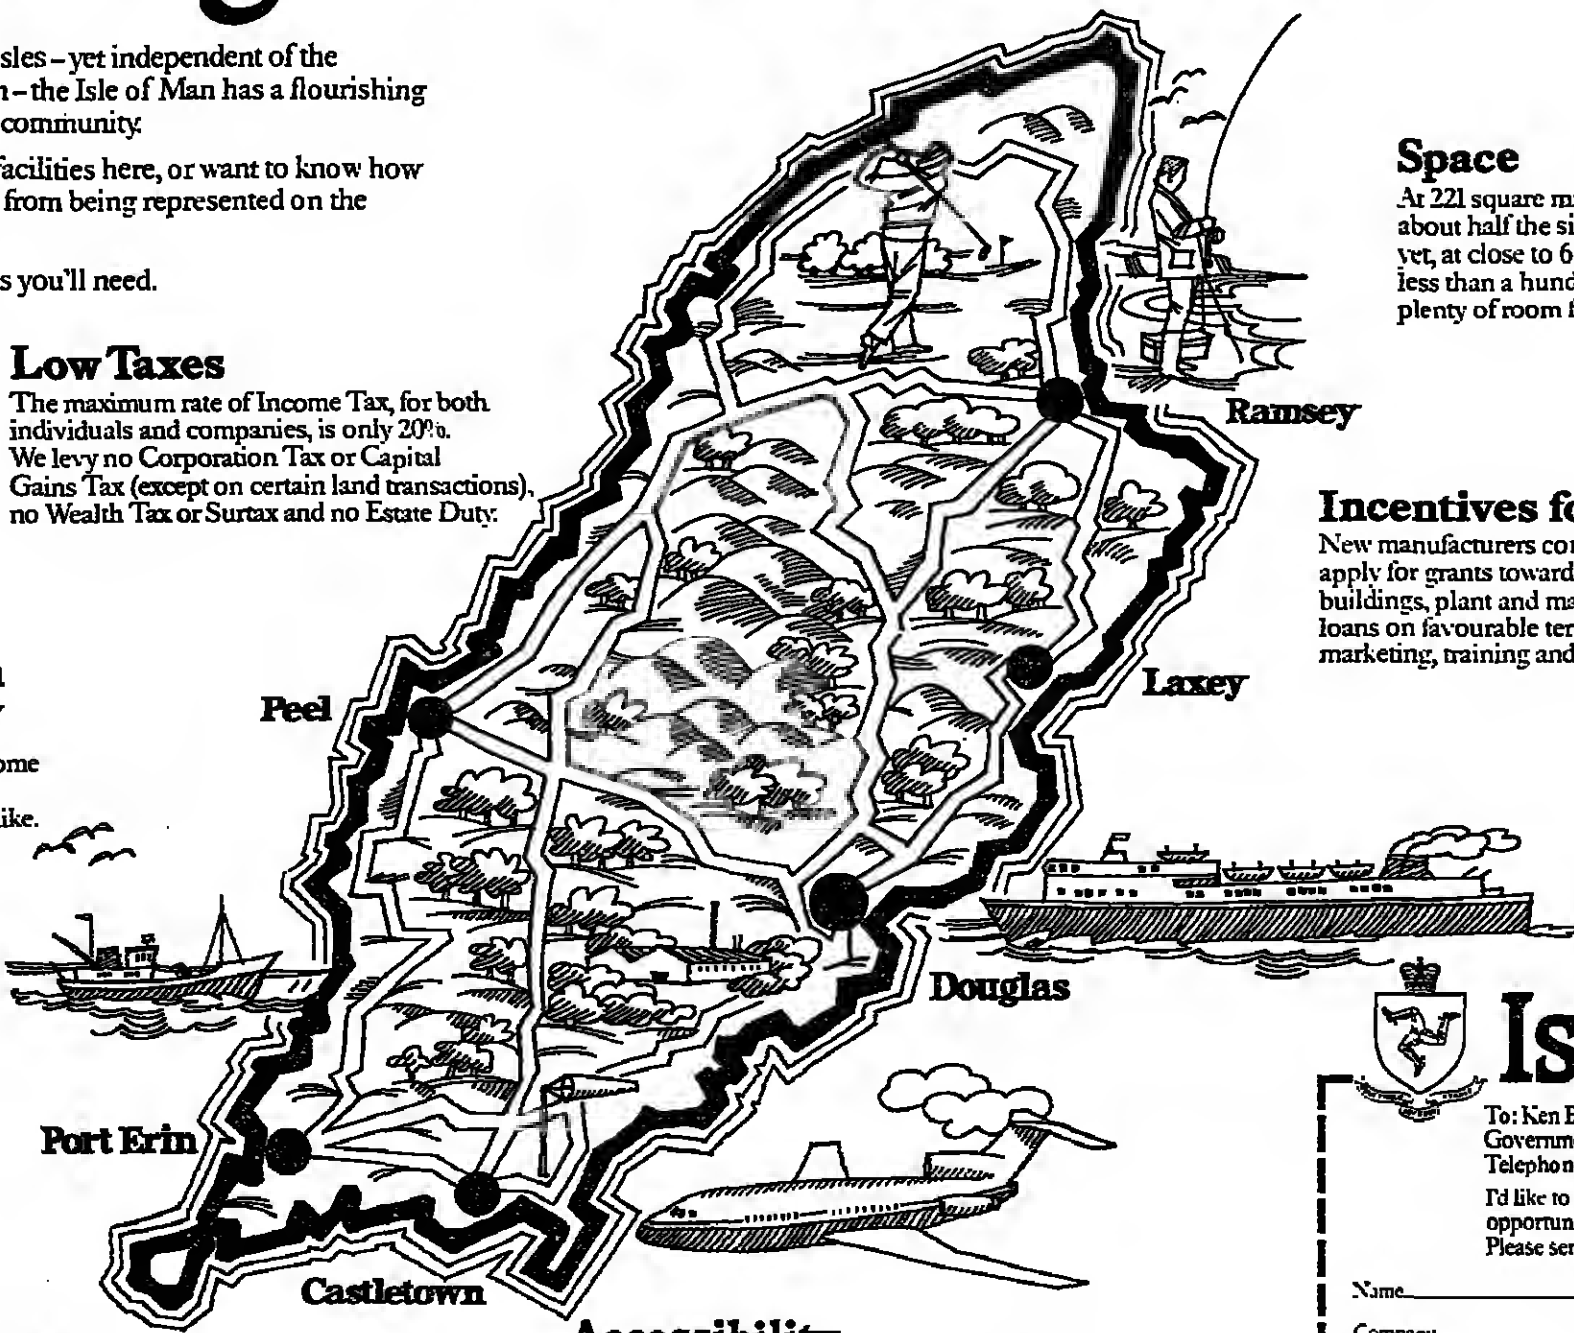 sles – yet independent of the
– the Isle of Man has a flourishing
community.
facilities here, or want to know how
from being represented on the
s you'll need.
Low Taxes
The maximum rate of Income Tax, for both
individuals and companies, is only 20%.
We levy no Corporation Tax or Capital
Gains Tax (except on certain land transactions),
no Wealth Tax or Surtax and no Estate Duty.
ome
ike.
Space
At 221 square mi
about half the si
yet, at close to 6
less than a hund
plenty of room f
Ramsey
Incentives fo
New manufacturers co
apply for grants toward
buildings, plant and ma
loans on favourable ter
marketing, training and
Laxey
Peel
Douglas
Port Erin
Castletown
Accessibility
Is
To: Ken B
Governme
Telephon
I'd like to
opportun
Please sen
Name
Company